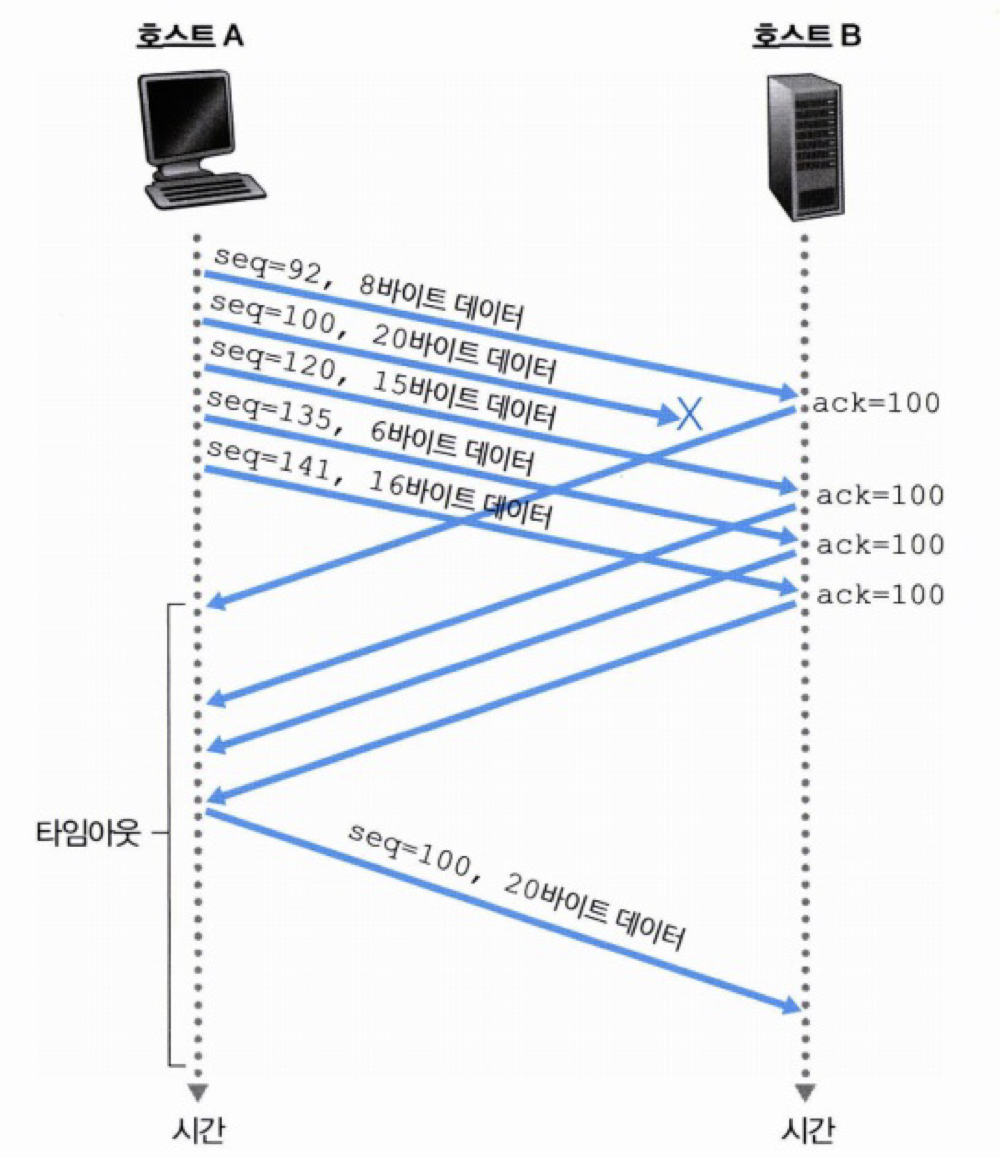 호스트 A
호스트 B
seq=92, 8바이트 데이터
seq=100, 20바이트 데이터
seq=120, 15바이트 데이터
seq=135, 6바이트 데이터
seq=141, 16바이트 데이터
X
ack=100
ack=100
ack=100
ack=100
타임아웃
seq=100, 20바이트 데이터
시간
시간